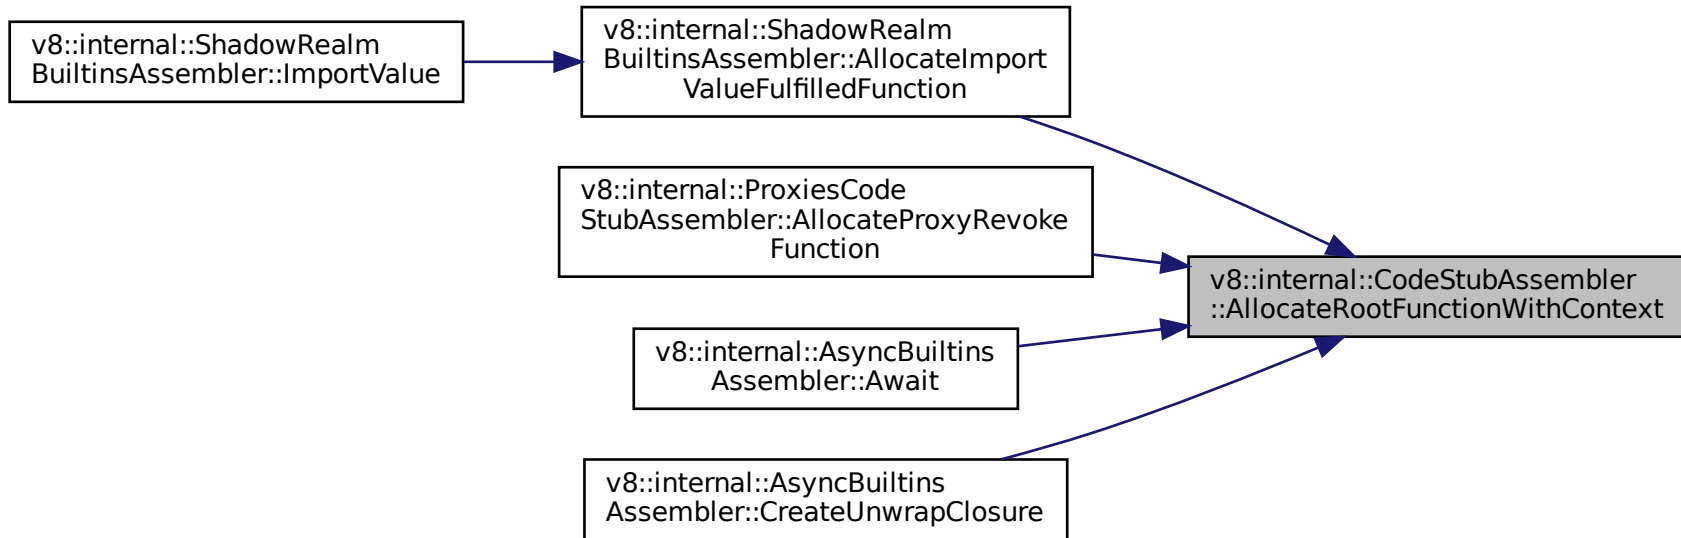 v8::internal::ShadowRealm
BuiltinsAssembler::ImportValue
v8::internal::ShadowRealm
BuiltinsAssembler::AllocateImport
ValueFulfilledFunction
v8::internal::ProxiesCode
StubAssembler::AllocateProxyRevoke
Function
v8::internal::AsyncBuiltins
Assembler::Await
v8::internal::AsyncBuiltins
Assembler::CreateUnwrapClosure
v8::internal::CodeStubAssembler
::AllocateRootFunctionWithContext